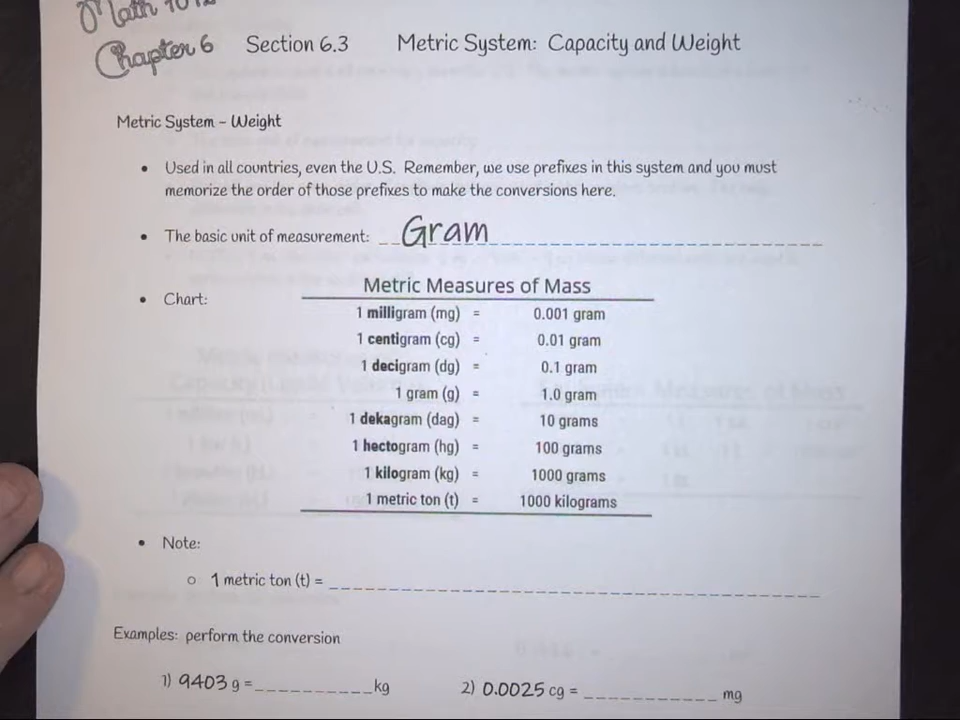 Math
Chapter 6 Section 6.3 Metric System: Capacity and Weight
Metric System – Weight
• Used in all countries, even the U.S. Remember, we use prefixes in this system and you must
memorize the order of those prefixes to make the conversions here.
• The basic unit of measurement: Gram
• Chart:
Metric Measures of Mass
1 milligram (mg) = 0.001 gram
1 centigram (cg) = 0.01 gram
1 decigram (dg) = 0.1 gram
1 gram (g) = 1.0 gram
1 dekagram (dag) = 10 grams
1 hectogram (hg) = 100 grams
1 kilogram (kg) = 1000 grams
1 metric ton (t) = 1000 kilograms
• Note:
o 1 metric ton (t) = ____________________
Examples: perform the conversion
1) 9403 g = __________ kg 2) 0.0025 cg = ____________ mg